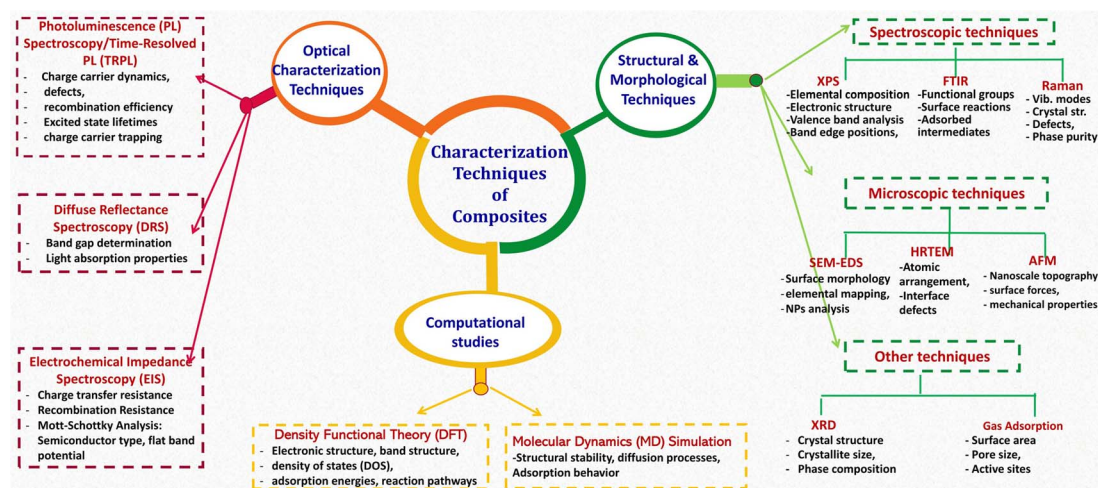 Photoluminescence (PL)
Spectroscopy/Time-Resolved
PL (TRPL)
- Charge carrier dynamics,
- defects,
- recombination efficiency
- Excited state lifetimes
- charge carrier trapping
Diffuse Reflectance
Spectroscopy (DRS)
- Band gap determination
- Light absorption properties
Electrochemical Impedance
Spectroscopy (EIS)
- Charge transfer resistance
- Recombination Resistance
- Mott-Schottky Analysis:
Semiconductor type, flat band
potential
Optical
Characterization
Techniques
Characterization
Techniques
of
Composites
Computational
studies
Density Functional Theory (DFT)
- Electronic structure, band structure,
- density of states (DOS),
- adsorption energies, reaction pathways
Molecular Dynamics (MD) Simulation
-Structural stability, diffusion processes,
Adsorption behavior
Structural &
Morphological
Techniques
Spectroscopic techniques
XPS
-Elemental composition
-Electronic structure
-Valence band analysis
-Band edge positions,
FTIR
-Functional groups
-Surface reactions
-Adsorbed
intermediates
Raman
- Vib. modes
- Crystal str.
- Defects,
- Phase purity
Microscopic techniques
SEM-EDS
- Surface morphology
- elemental mapping,
- NPs analysis
HRTEM
-Atomic
arrangement,
-Interface
defects
AFM
- Nanoscale topography
- surface forces,
- mechanical properties
Other techniques
XRD
- Crystal structure
- Crystallite size,
- Phase composition
Gas Adsorption
- Surface area
- Pore size,
- Active sites